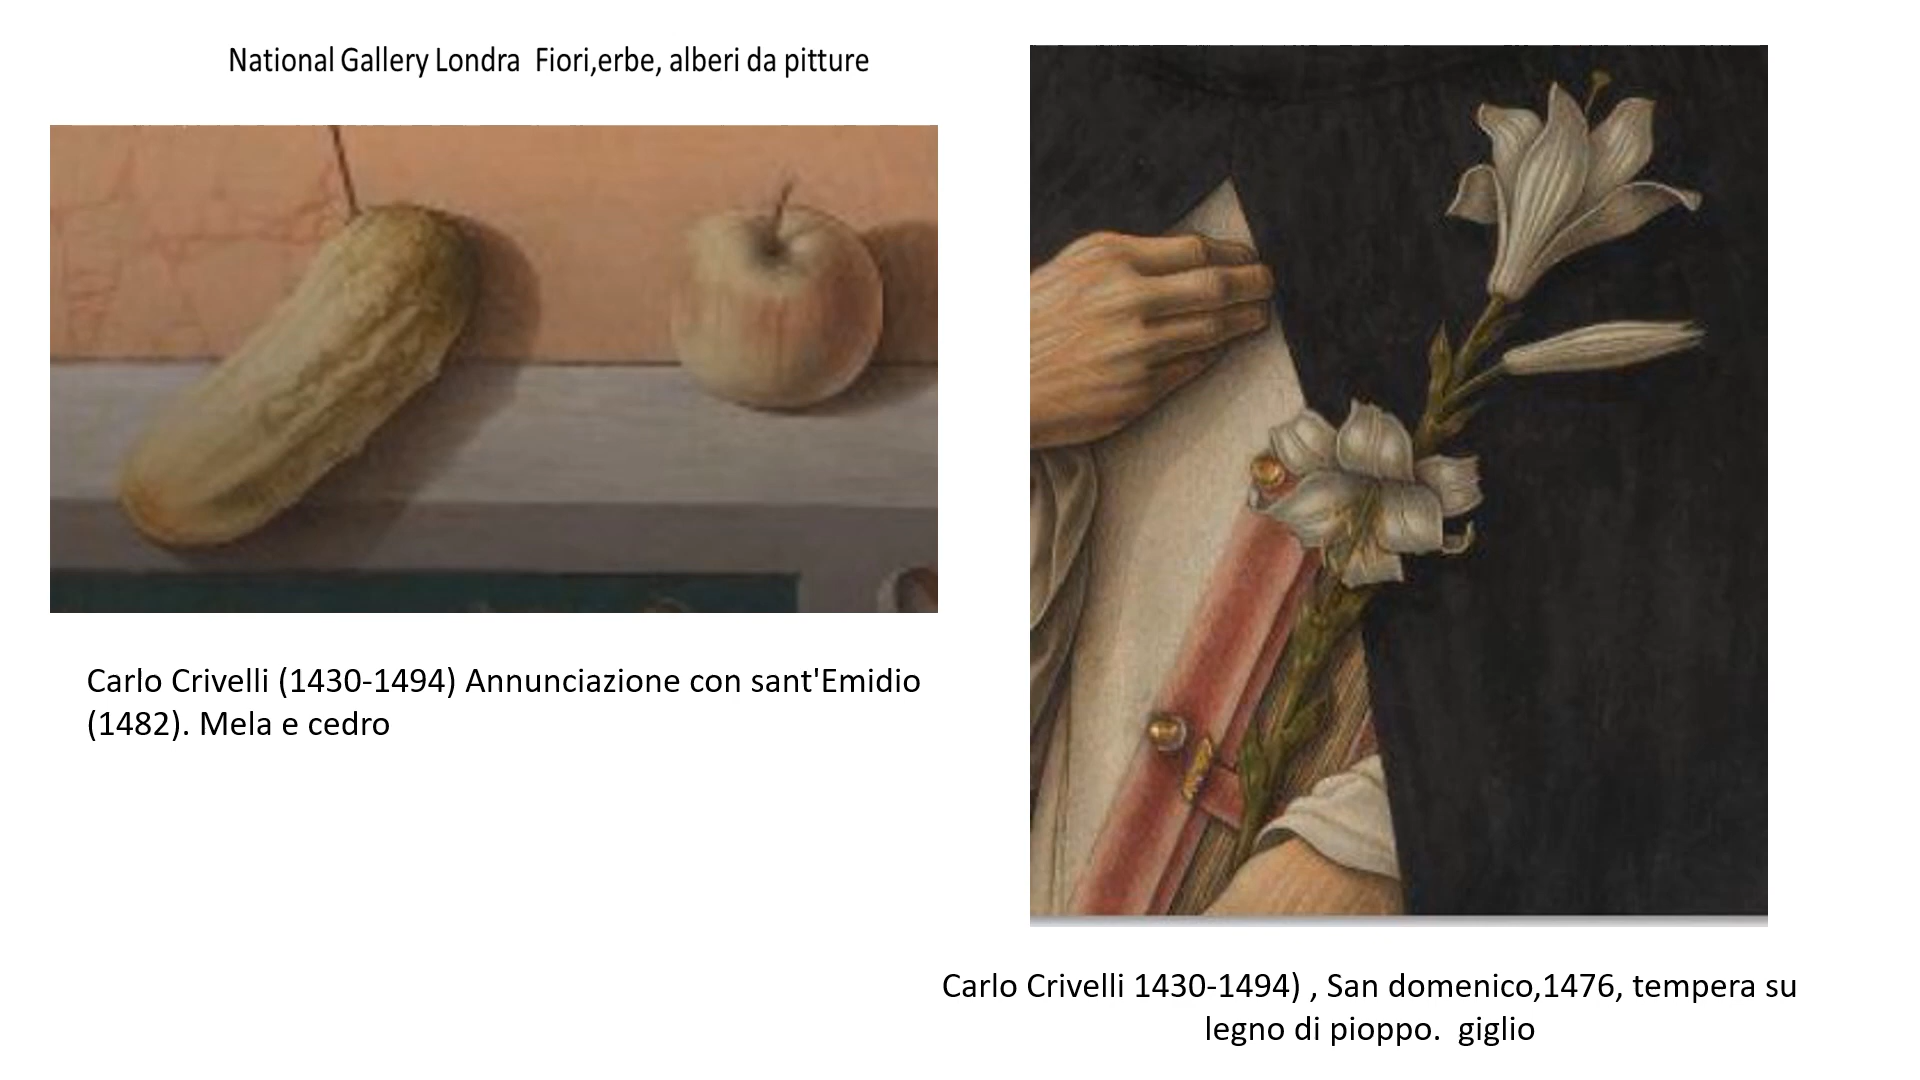 National Gallery Londra  Fiori,erbe, alberi da pitture
Carlo Crivelli (1430-1494) Annunciazione con sant'Emidio
(1482). Mela e cedro
Carlo Crivelli 1430-1494) , San domenico,1476, tempera su
legno di pioppo.  giglio